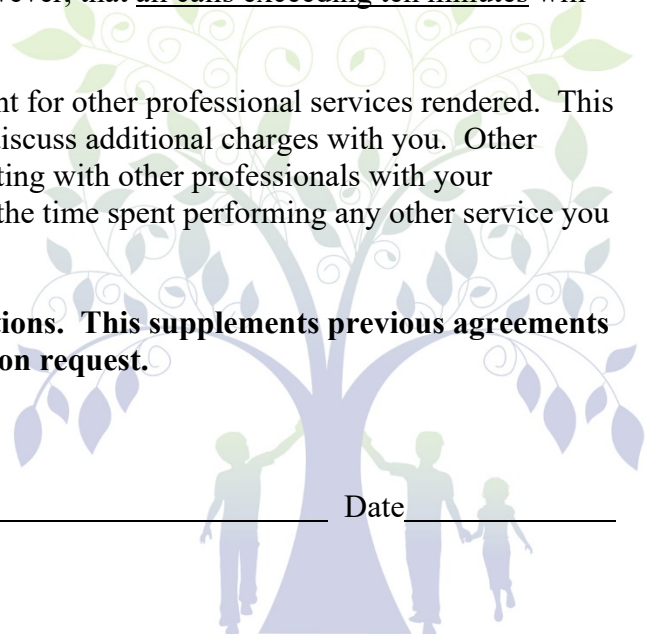 that all calls exceeding ten minutes will
nt for other professional services rendered. This
discuss additional charges with you. Other
ting with other professionals with your
the time spent performing any other service you
tions. This supplements previous agreements
on request.
Date